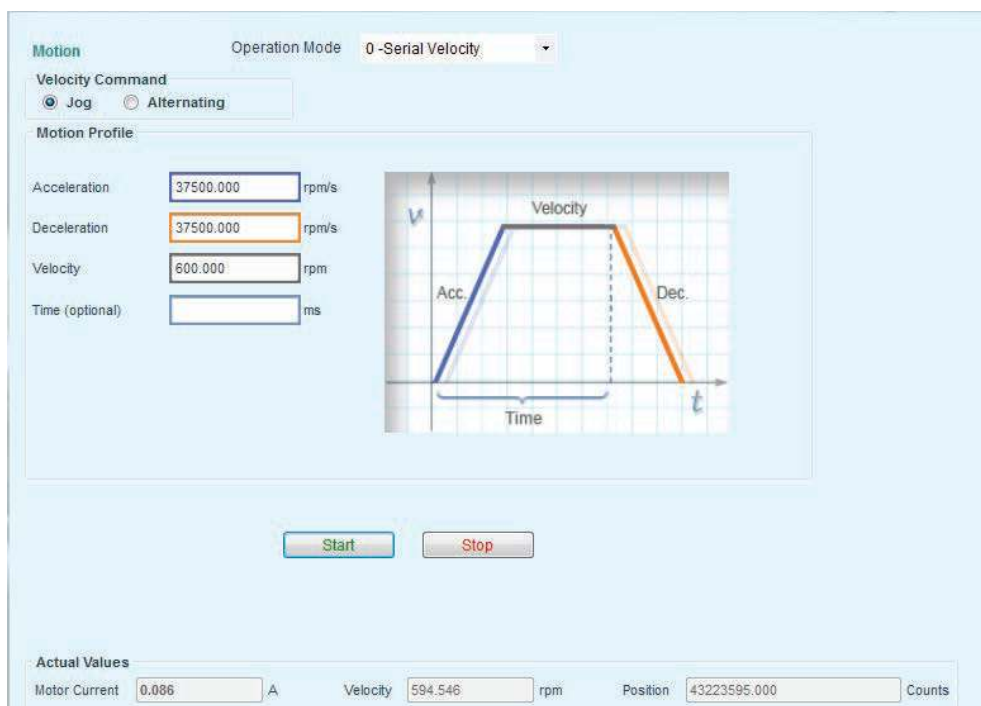 Motion Operation Mode 0 -Serial Velocity
Velocity Command
Jog Alternating
Motion Profile
Acceleration 37500.000 rpm/s
Deceleration 37500.000 rpm/s
Velocity 600.000 rpm
Time (optional) ms
v
Velocity
Acc.
Dec.
t
Time
Start Stop
Actual Values
Motor Current 0.086 A Velocity 594.546 rpm Position 43223595.000 Counts